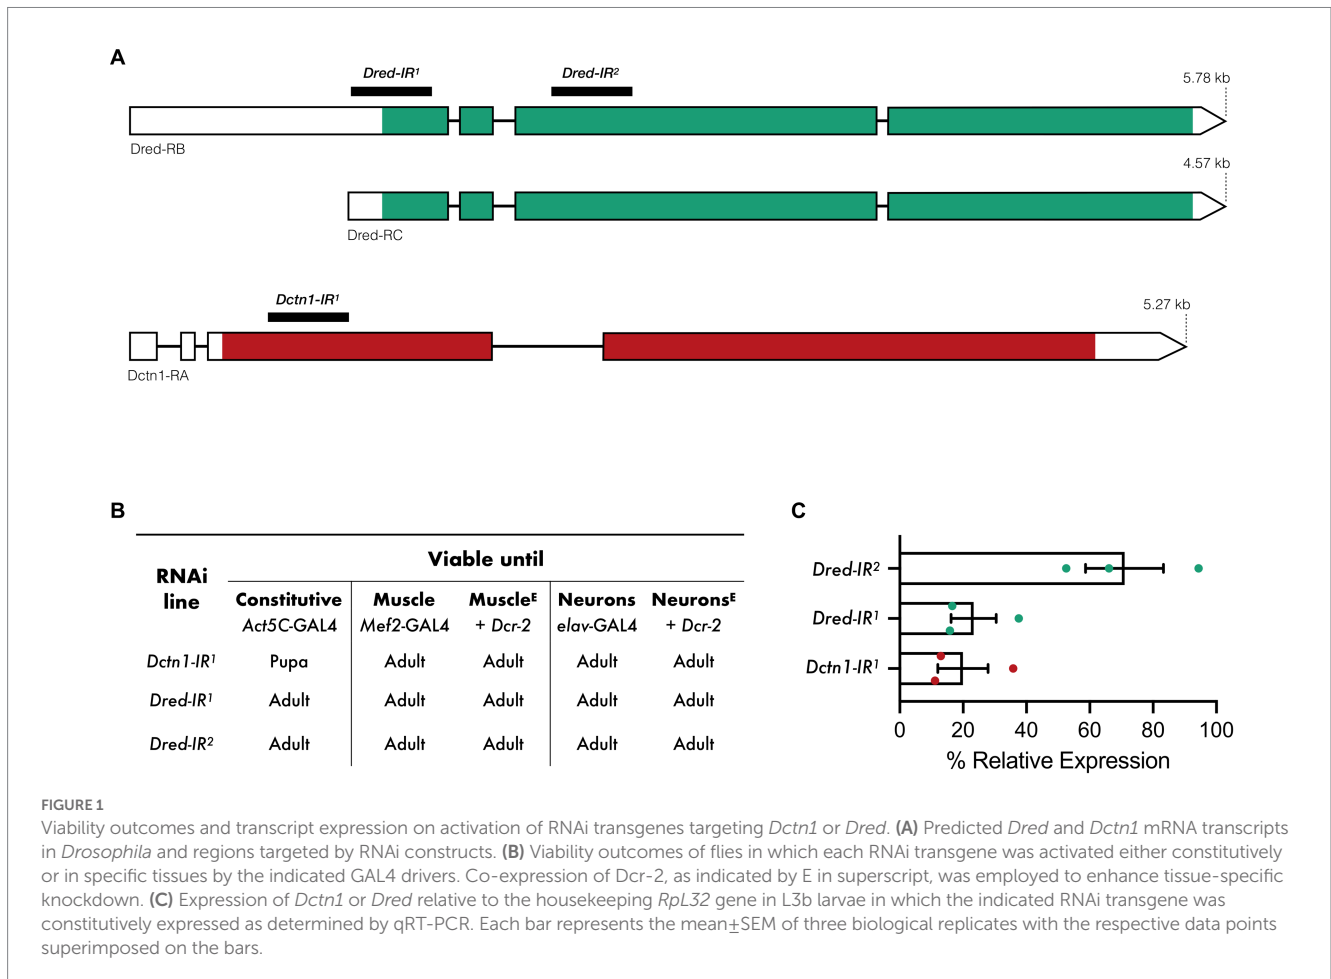 A
Dred-IR¹
Dred-IR²
5.78 kb
Dred-RB
4.57 kb
Dred-RC
Dctn1-IR¹
5.27 kb
Dctn1-RA
B
RNAi line
Viable until
Constitutive Act5C-GAL4
Muscle Mef2-GAL4
Muscleᴱ + Dcr-2
Neurons elav-GAL4
Neuronsᴱ + Dcr-2
Dctn1-IR¹ Pupa Adult Adult Adult Adult
Dred-IR¹ Adult Adult Adult Adult Adult
Dred-IR² Adult Adult Adult Adult Adult
C
Dred-IR²
Dred-IR¹
Dctn1-IR¹
0 20 40 60 80 100
% Relative Expression
FIGURE 1
Viability outcomes and transcript expression on activation of RNAi transgenes targeting Dctn1 or Dred. (A) Predicted Dred and Dctn1 mRNA transcripts
in Drosophila and regions targeted by RNAi constructs. (B) Viability outcomes of flies in which each RNAi transgene was activated either constitutively
or in specific tissues by the indicated GAL4 drivers. Co-expression of Dcr-2, as indicated by E in superscript, was employed to enhance tissue-specific
knockdown. (C) Expression of Dctn1 or Dred relative to the housekeeping RpL32 gene in L3b larvae in which the indicated RNAi transgene was
constitutively expressed as determined by qRT-PCR. Each bar represents the mean±SEM of three biological replicates with the respective data points
superimposed on the bars.